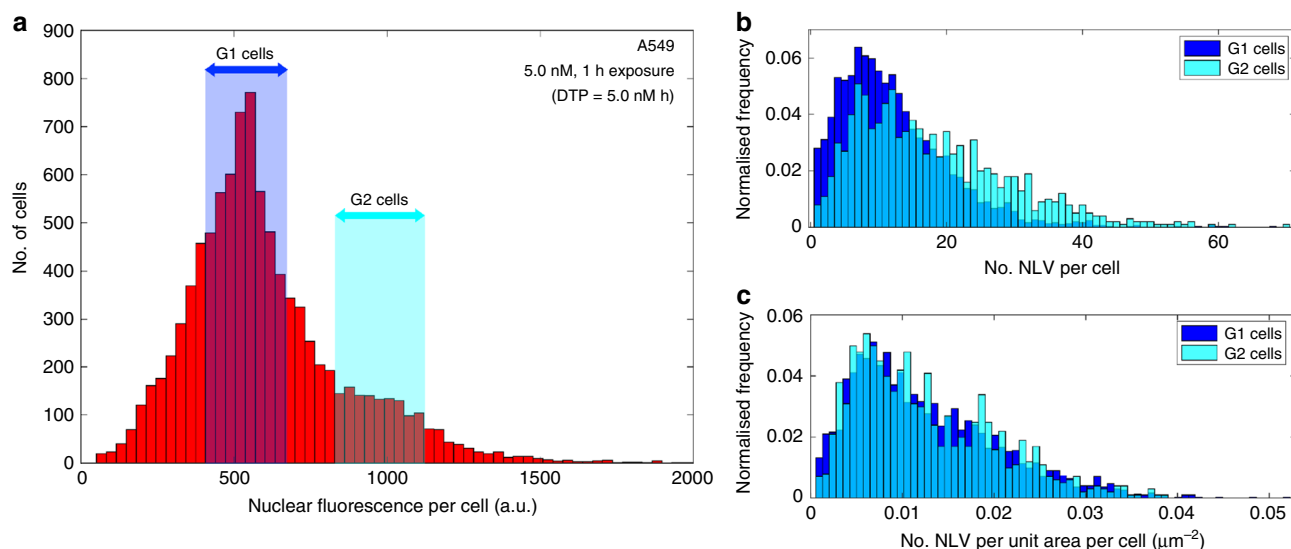 a
900
800
700
600
500
400
300
200
100
0
No. of cells
G1 cells
G2 cells
A549
5.0 nM, 1 h exposure
(DTP = 5.0 nM h)
500
1000
1500
2000
Nuclear fluorescence per cell (a.u.)
b
Normalised frequency
0.06
0.04
0.02
0
G1 cells
G2 cells
0
20
40
60
No. NLV per cell
c
Normalised frequency
0.06
0.04
0.02
0
G1 cells
G2 cells
0
0.01
0.02
0.03
0.04
0.05
No. NLV per unit area per cell (μm⁻²)